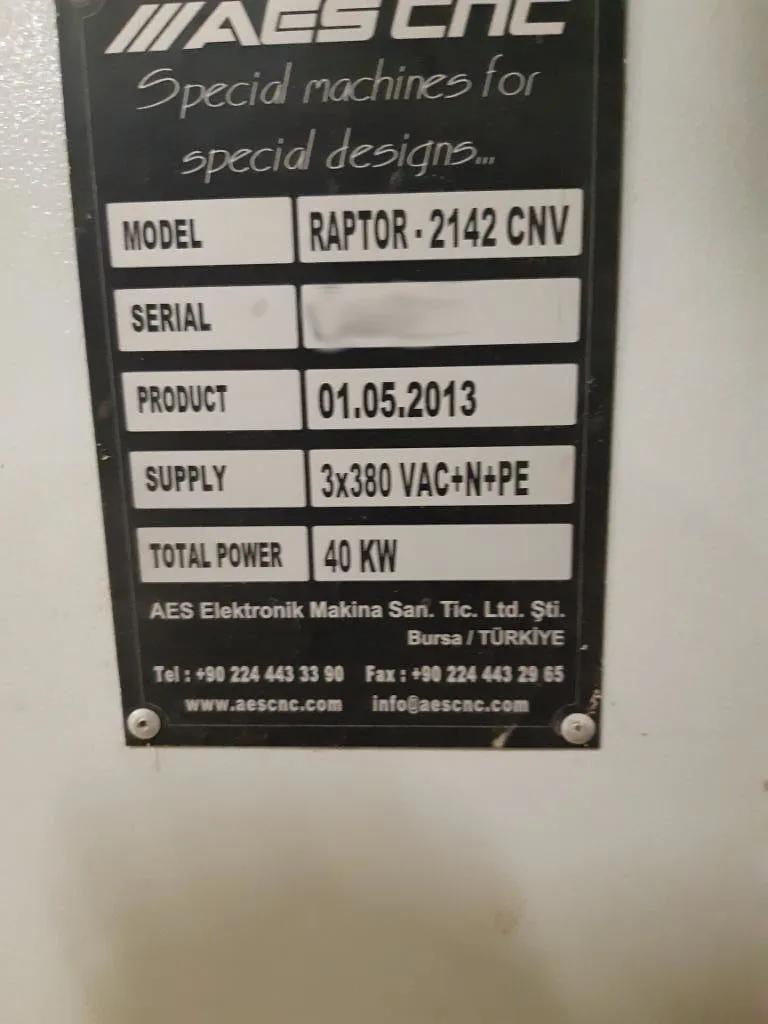 AES CNC
Special machines for
special designs...
MODEL RAPTOR - 2142 CNV
SERIAL
PRODUCT 01.05.2013
SUPPLY 3x380 VAC+N+PE
TOTAL POWER 40 KW
AES Elektronik Makina San. Tic. Ltd. Şti.
Bursa / TÜRKİYE
Tel : +90 224 443 33 90 Fax : +90 224 443 29 65
www.aescnc.com info@aescnc.com